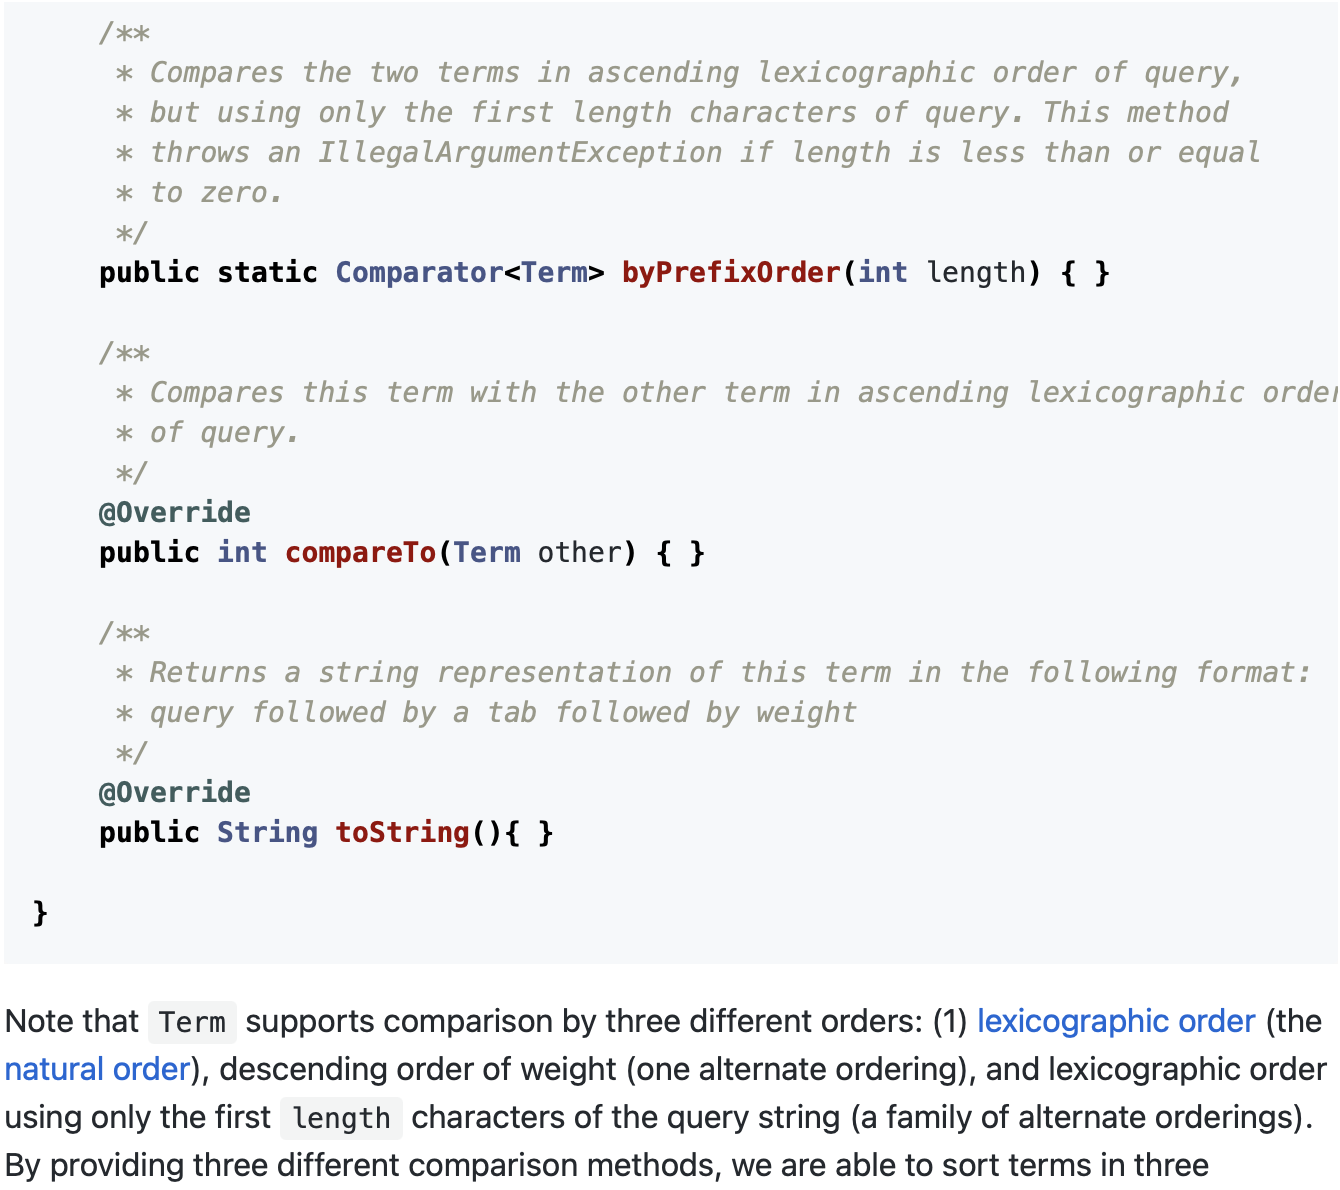 /**
 * Compares the two terms in ascending lexicographic order of query,
 * but using only the first length characters of query. This method
 * throws an IllegalArgumentException if length is less than or equal
 * to zero.
 */
public static Comparator<Term> byPrefixOrder(int length) { }
/**
 * Compares this term with the other term in ascending lexicographic order
 * of query.
 */
@Override
public int compareTo(Term other) { }
/**
 * Returns a string representation of this term in the following format:
 * query followed by a tab followed by weight
 */
@Override
public String toString(){ }
}
Note that Term supports comparison by three different orders: (1) lexicographic order (the
natural order), descending order of weight (one alternate ordering), and lexicographic order
using only the first length characters of the query string (a family of alternate orderings).
By providing three different comparison methods, we are able to sort terms in three